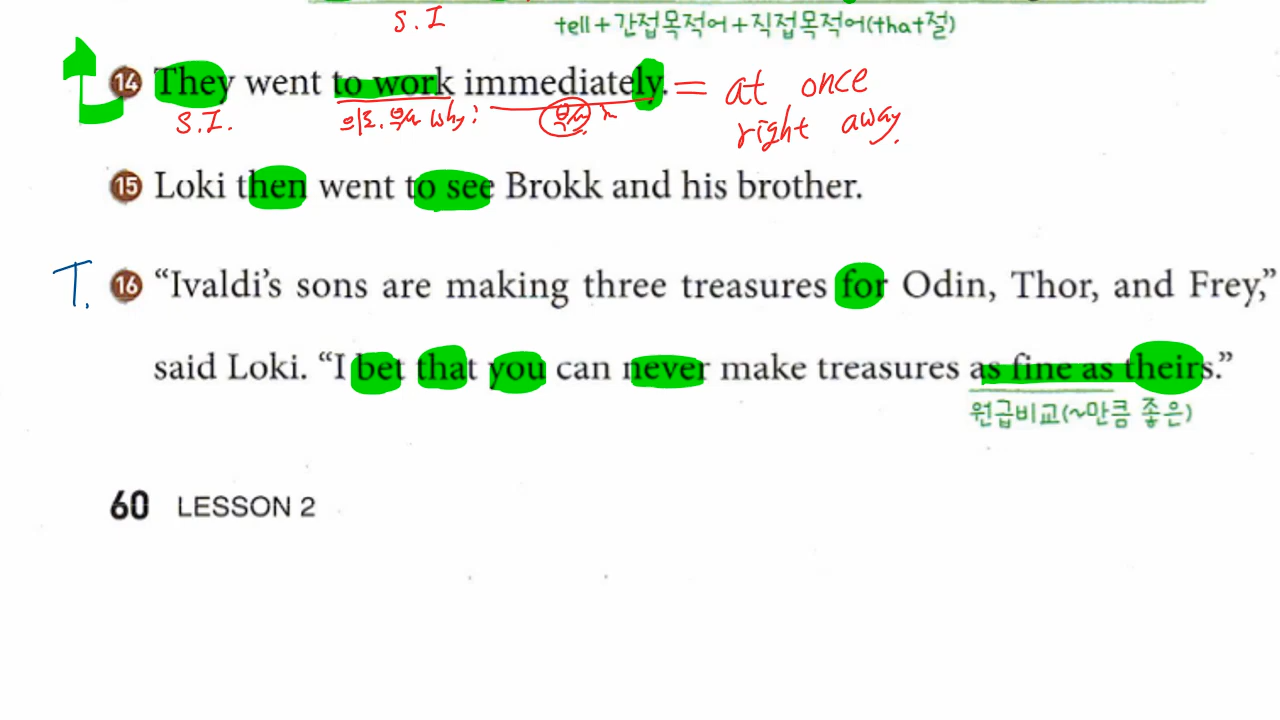 S.I
tell+간접목적어+직접목적어(that절)
14 They went to work immediately. = at once
S.I. why? 부사 right away.
15 Loki then went to see Brokk and his brother.
T. 16 “Ivaldi’s sons are making three treasures for Odin, Thor, and Frey,”
said Loki. “I bet that you can never make treasures as fine as theirs.”
원급비교(~만큼 좋은)
60 LESSON 2